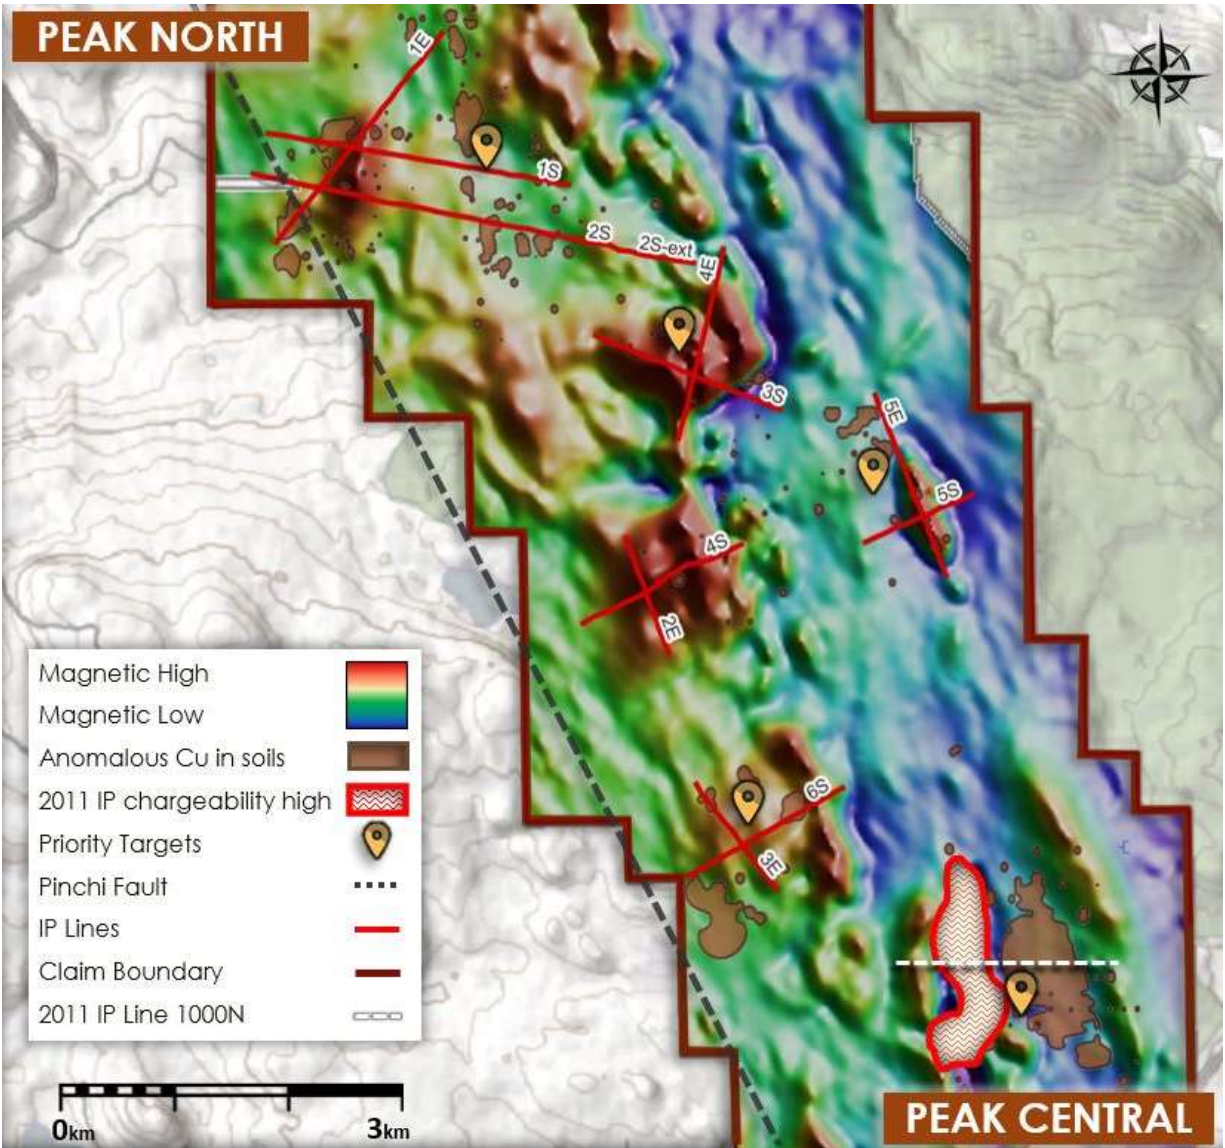 PEAK NORTH
1E
1S
2S
2S-ext
4E
3S
5E
5S
4S
2E
6S
3E
Magnetic High
Magnetic Low
Anomalous Cu in soils
2011 IP chargeability high
Priority Targets
Pinchi Fault
IP Lines
Claim Boundary
2011 IP Line 1000N
0km
3km
PEAK CENTRAL